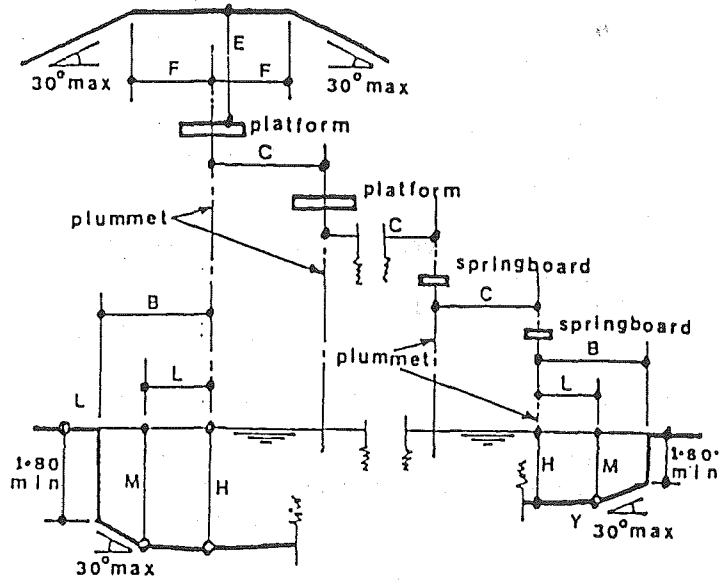 E
F F
30°max 30°max
platform
C
platform
plummet
C
springboard
C
B
springboard
plummet
B
L
L
L
1·80 min
M
H
H
M
1·80· min
Y
30°max
30°max